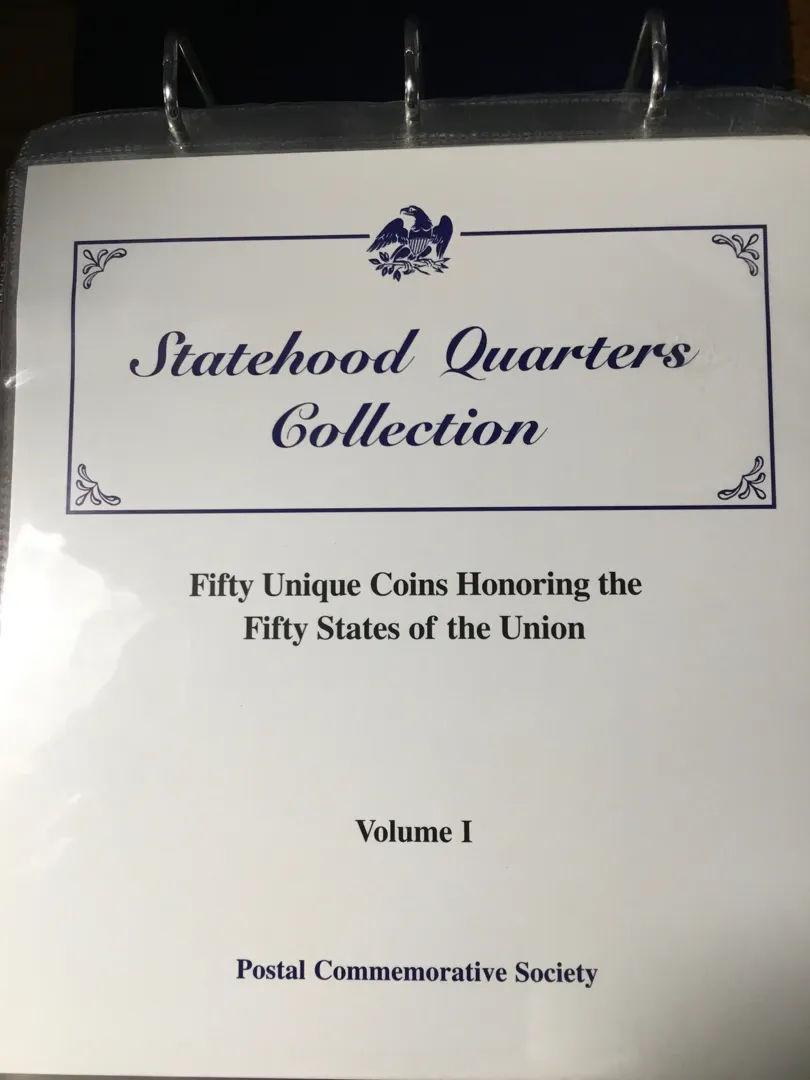 Statehood Quarters
Collection
Fifty Unique Coins Honoring the
Fifty States of the Union
Volume I
Postal Commemorative Society